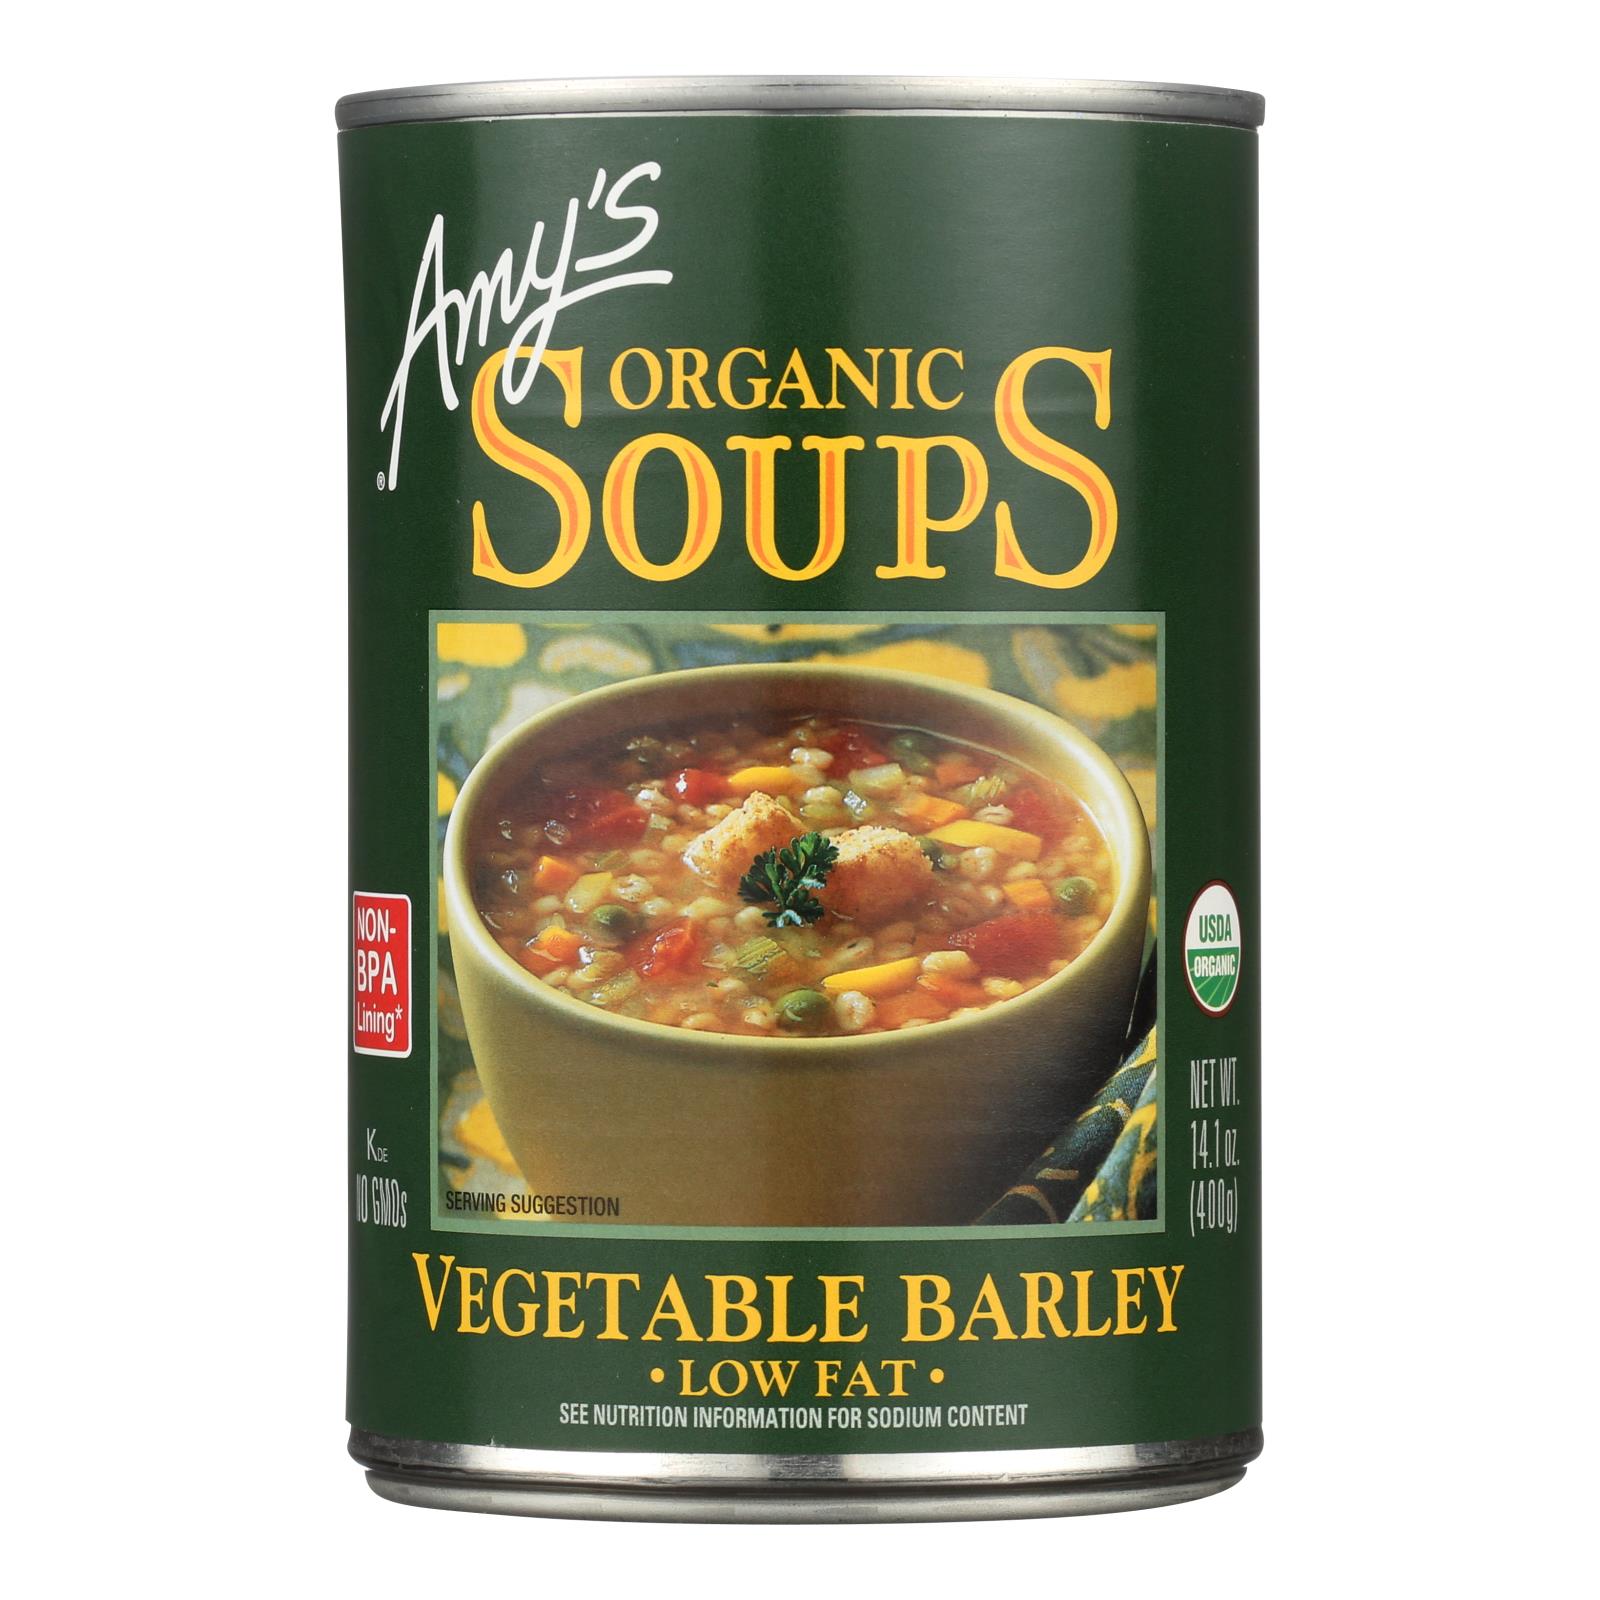 Amy's
®
ORGANIC
SOUPS
NON-
BPA
Lining*
USDA
ORGANIC
KDE
NO GMOs
NET WT.
14.1 oz.
(400g)
SERVING SUGGESTION
VEGETABLE BARLEY
• LOW FAT •
SEE NUTRITION INFORMATION FOR SODIUM CONTENT